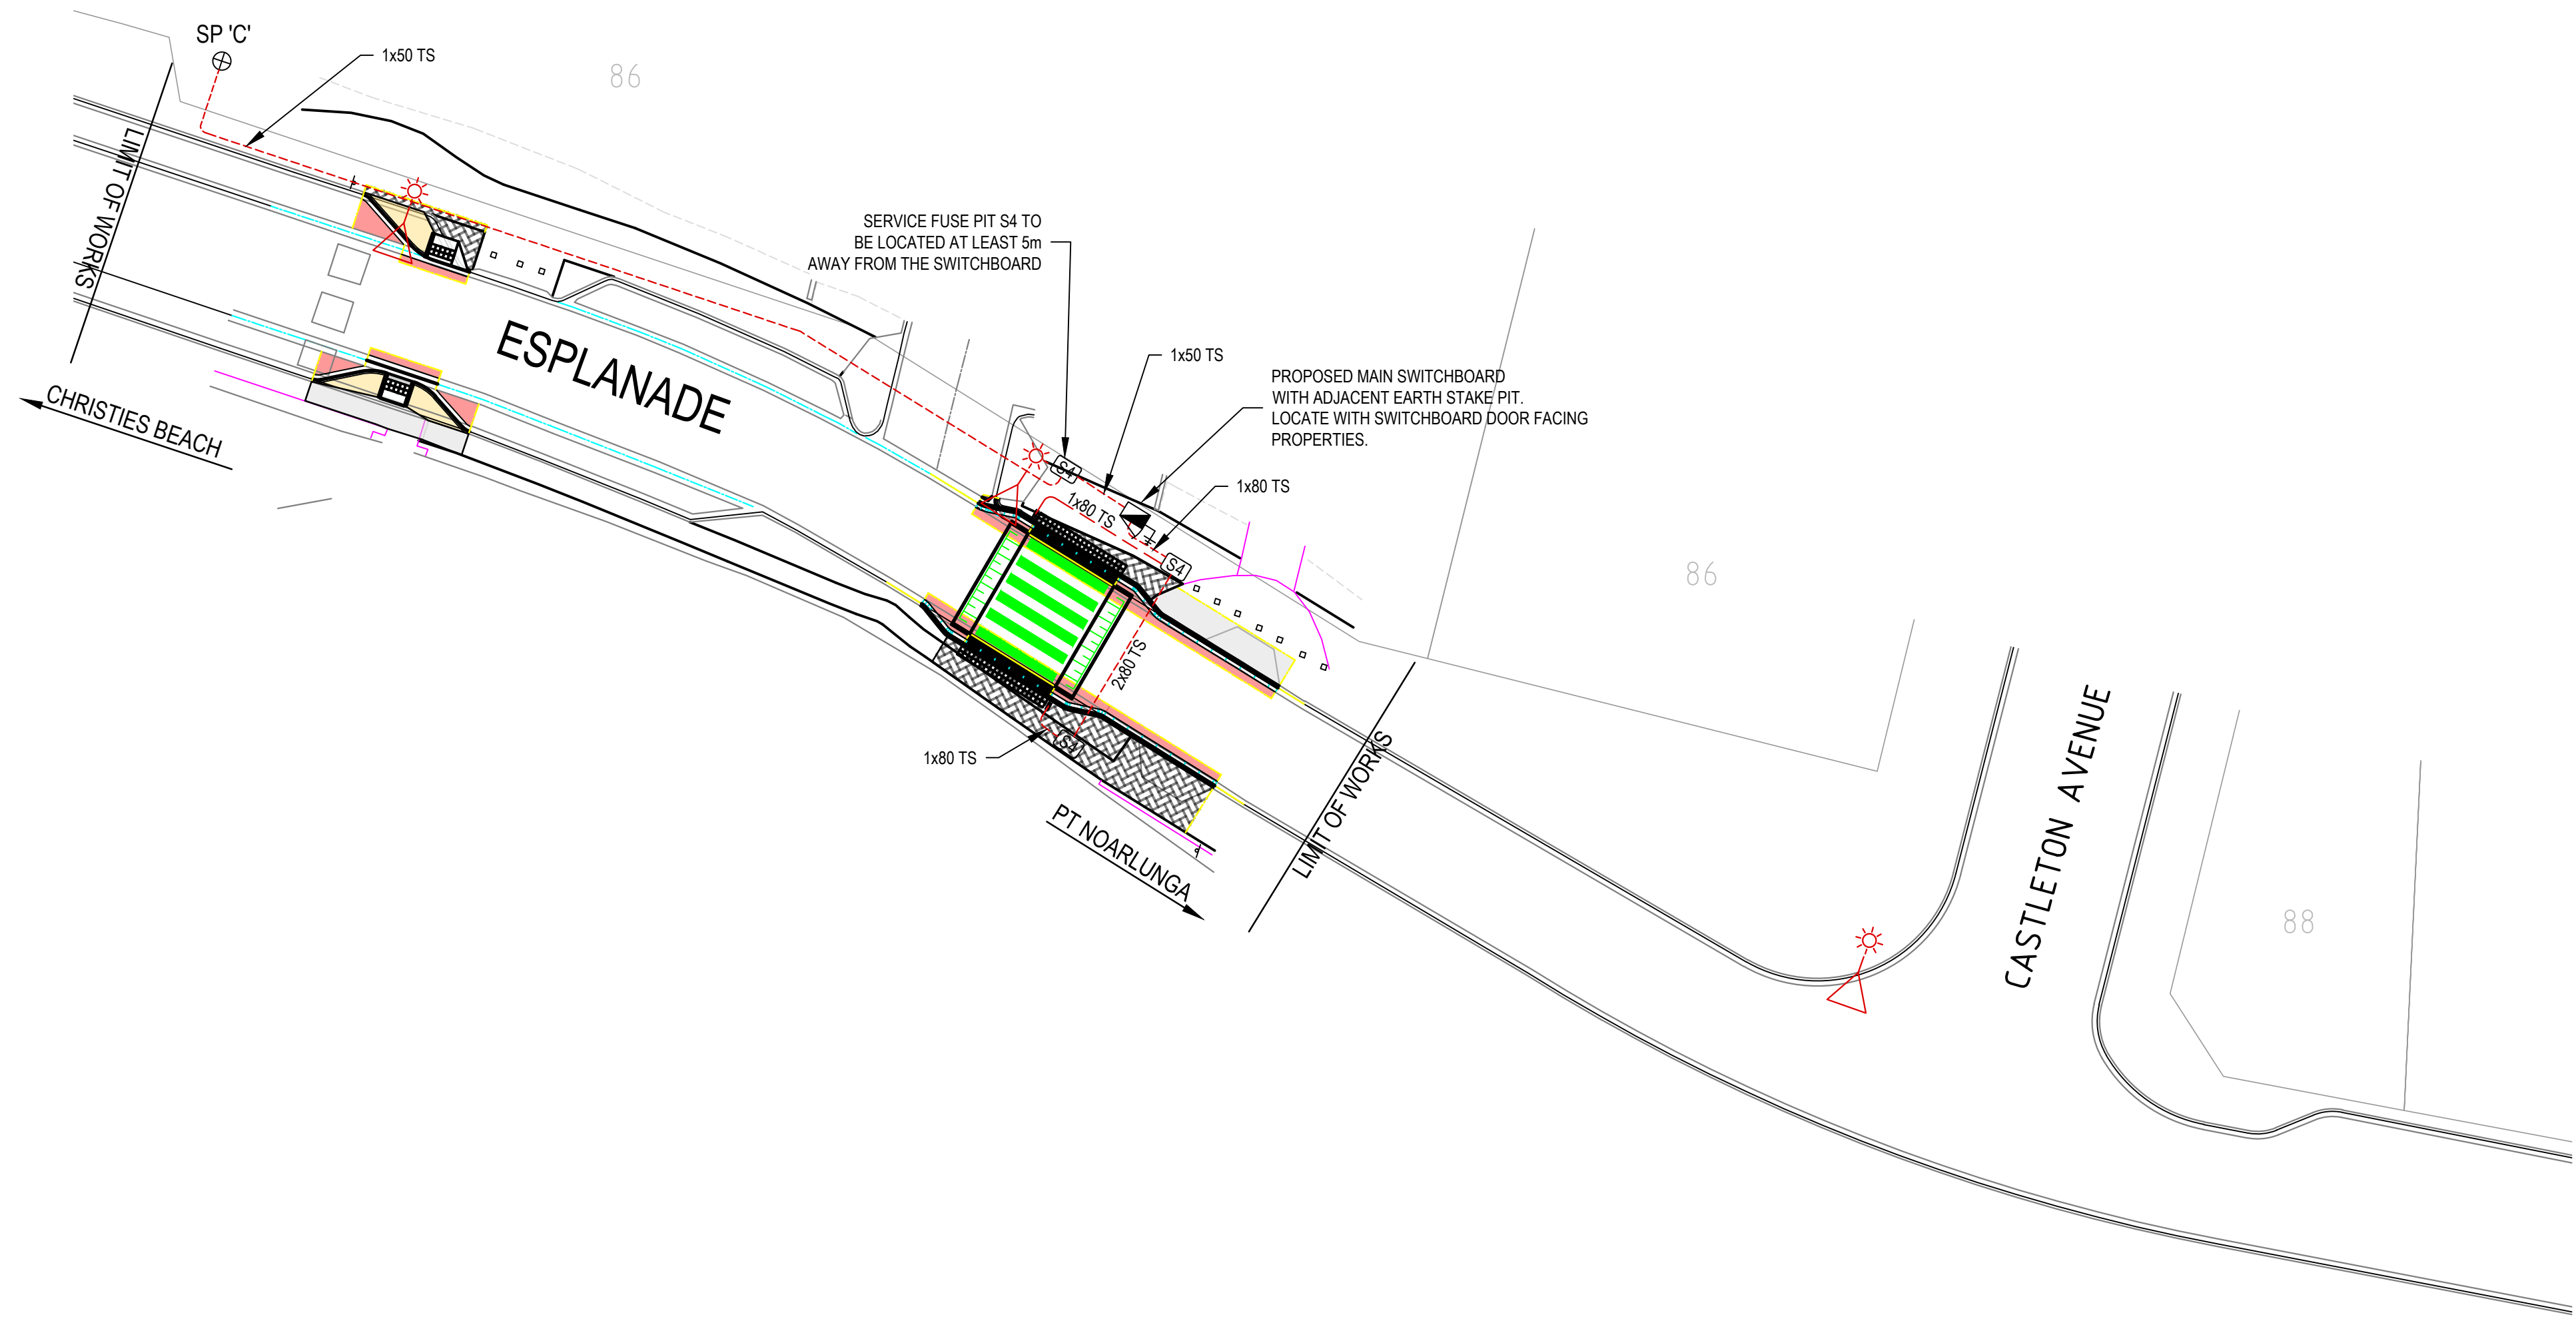 SP 'C'
1x50 TS
86
LIMIT OF WORKS
SERVICE FUSE PIT S4 TO
BE LOCATED AT LEAST 5m
AWAY FROM THE SWITCHBOARD
ESPLANADE
1x50 TS
PROPOSED MAIN SWITCHBOARD
WITH ADJACENT EARTH STAKE PIT.
LOCATE WITH SWITCHBOARD DOOR FACING
PROPERTIES.
CHRISTIES BEACH
S4
1x80 TS
1x80 TS
S4
86
2x80 TS
S4
1x80 TS
LIMIT OF WORKS
PT NOARLUNGA
CASTLETON AVENUE
88